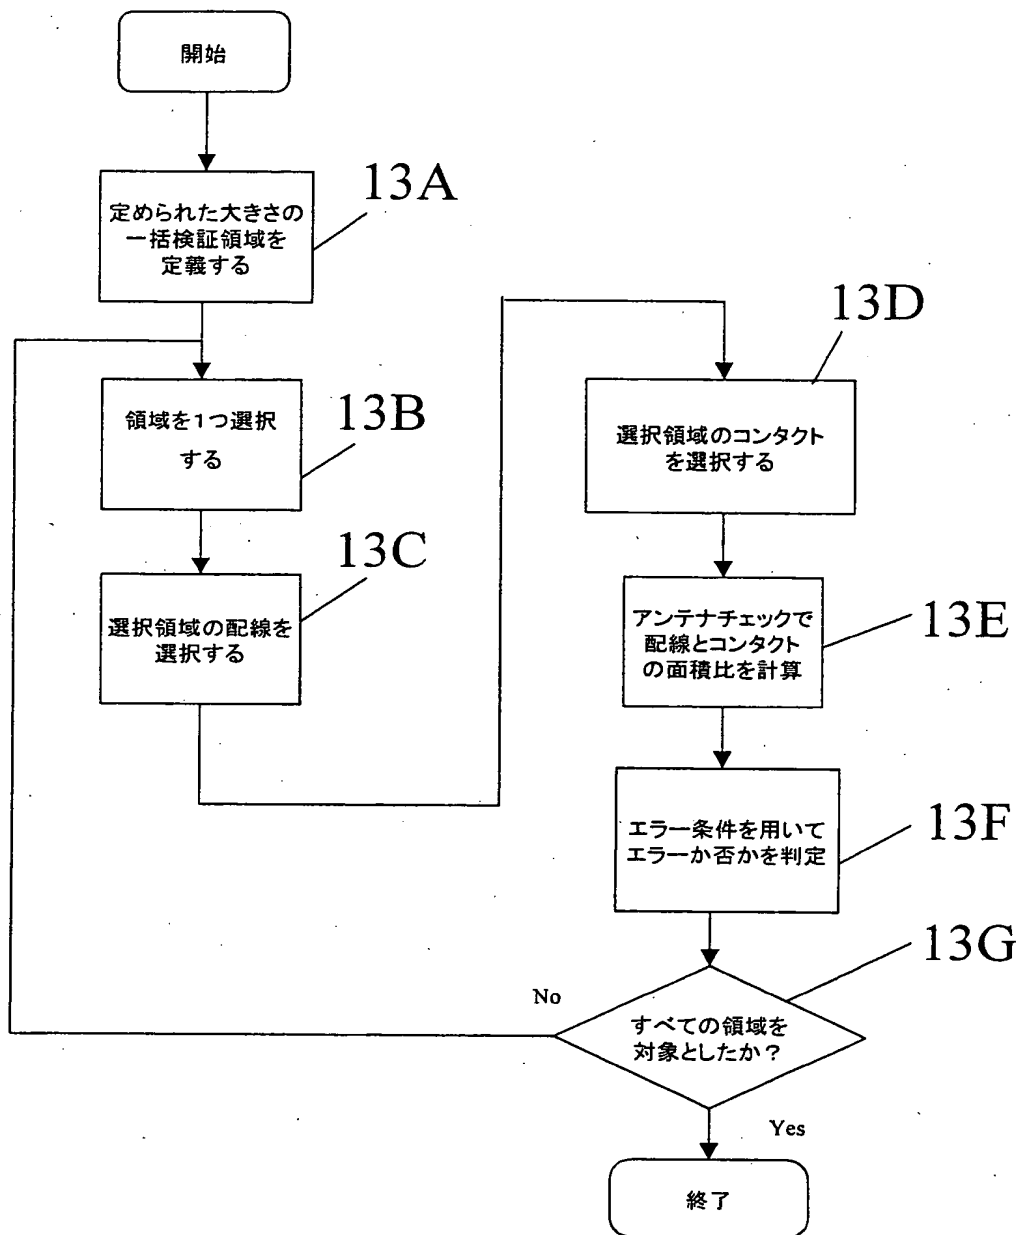 開始
定められた大きさの
一括検証領域を
定義する
13A
領域を1つ選択
する
13B
選択領域の配線を
選択する
13C
選択領域のコンタクト
を選択する
13D
アンテナチェックで
配線とコンタクト
の面積比を計算
13E
エラー条件を用いて
エラーか否かを判定
13F
すべての領域を
対象としたか?
13G
No
Yes
終了